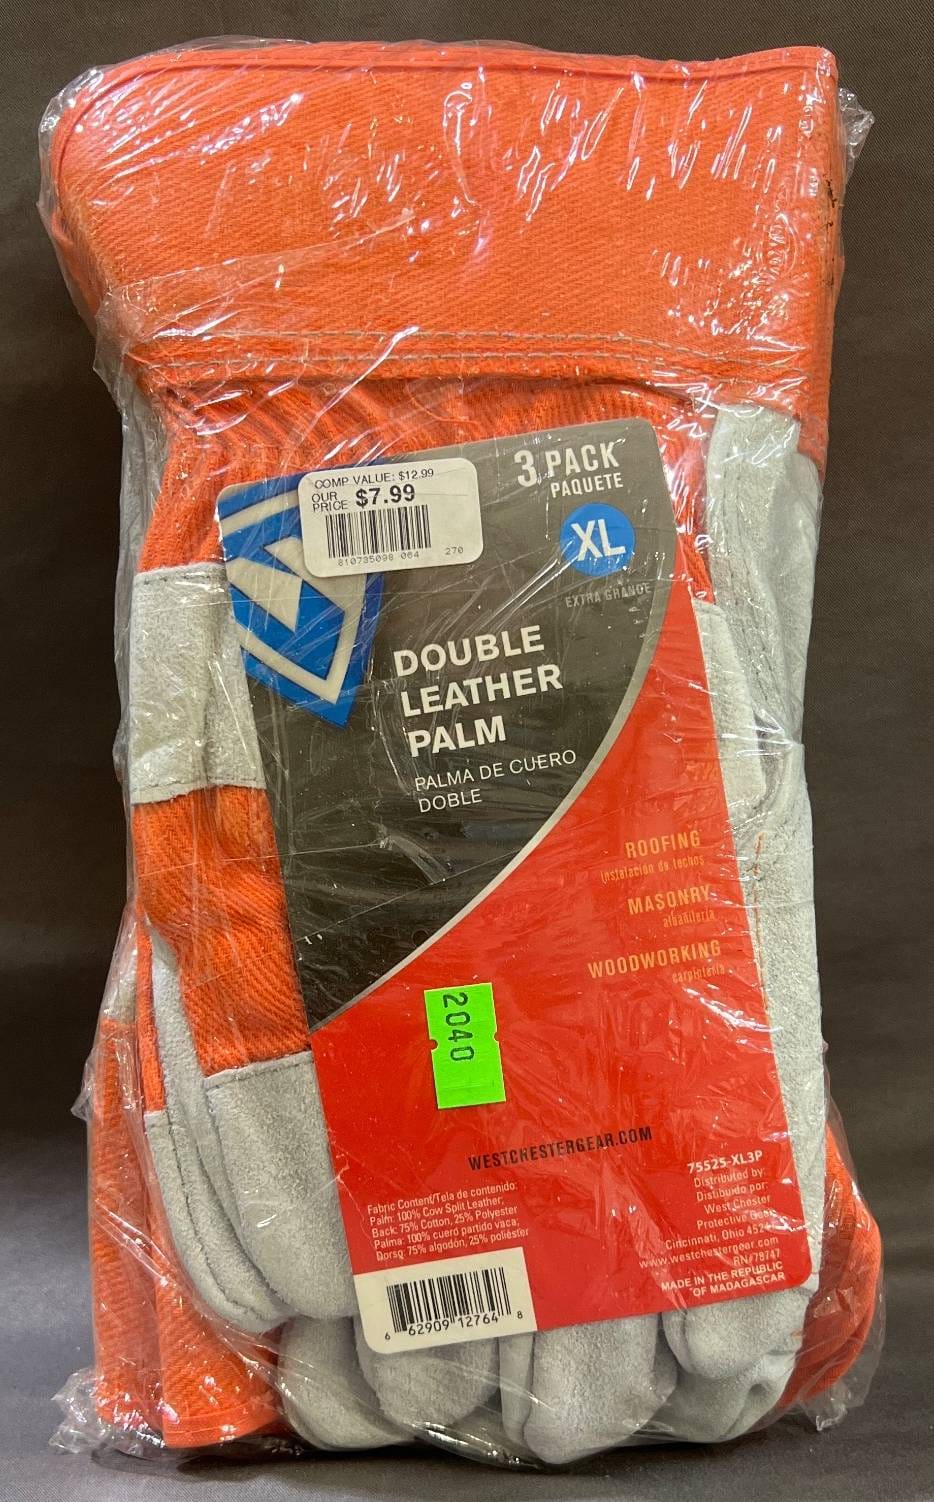 COMP VALUE: $12.99
OUR PRICE $7.99
810735098 064 270
3 PACK
PAQUETE
XL
EXTRA GRANDE
DOUBLE
LEATHER
PALM
PALMA DE CUERO
DOBLE
ROOFING
instalación de techos
MASONRY
albañilería
WOODWORKING
carpintería
2040
WESTCHESTERGEAR.COM
Fabric Content/Tela de contenido:
Palm: 100% Cow Split Leather;
Back: 75% Cotton, 25% Polyester
Palma: 100% cuero partido vaca;
Dorso: 75% algodón, 25% poliéster
75525-XL3P
Distributed by:
Distibuido por:
West Chester
Protective Gear
Cincinnati, Ohio
www.westchestergear.com
RN#78747
MADE IN THE REPUBLIC
OF MADAGASCAR
6 62909 12764 8